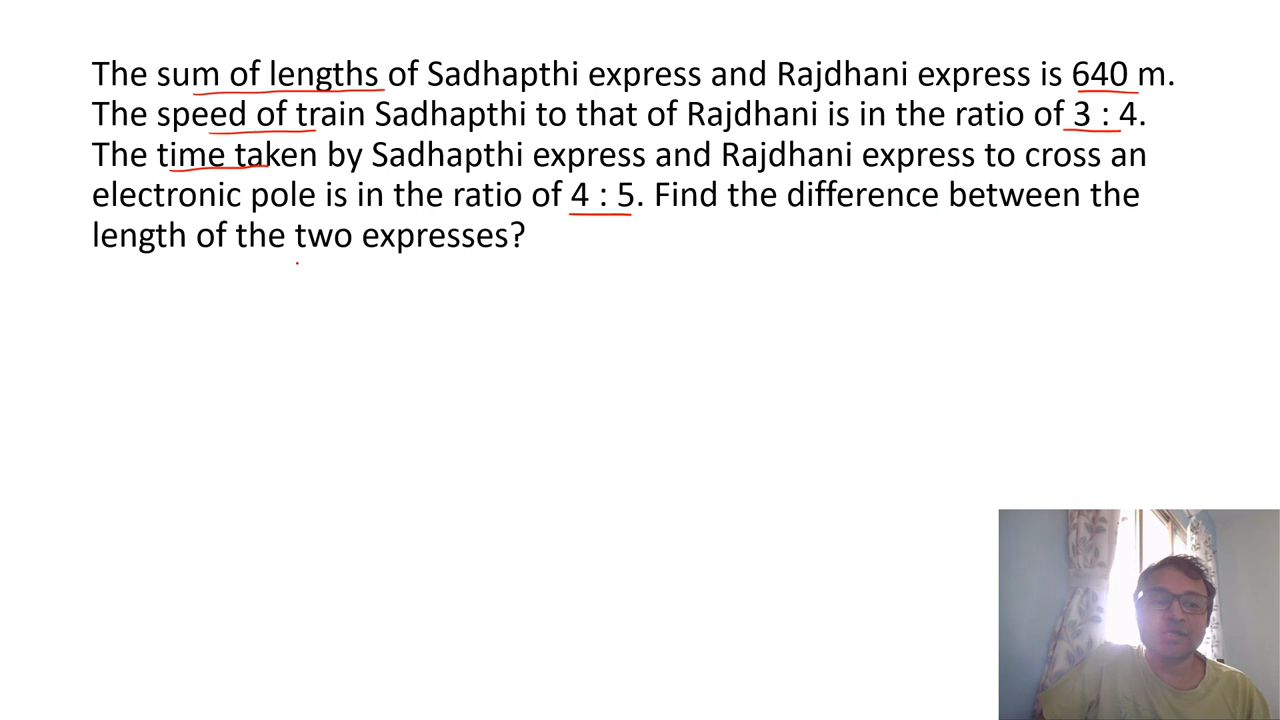 The sum of lengths of Sadhapthi express and Rajdhani express is 640 m.
The speed of train Sadhapthi to that of Rajdhani is in the ratio of 3 : 4.
The time taken by Sadhapthi express and Rajdhani express to cross an
electronic pole is in the ratio of 4 : 5. Find the difference between the
length of the two expresses?